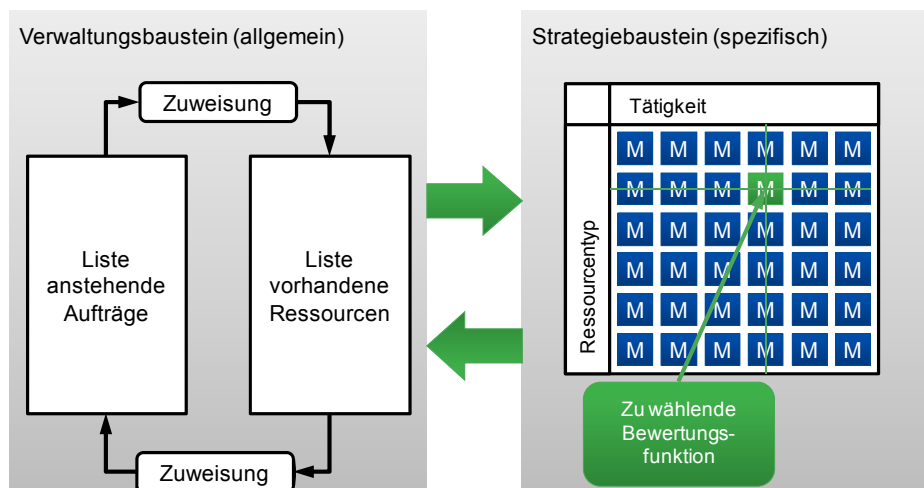 Verwaltungsbaustein (allgemein)
Zuweisung
Liste
anstehende
Aufträge
Liste
vorhandene
Ressourcen
Zuweisung
Strategiebaustein (spezifisch)
Tätigkeit
Ressourcentyp
M M M M M M
M M M M M M
M M M M M M
M M M M M M
M M M M M M
M M M M M M
Zu wählende
Bewertungs-
funktion